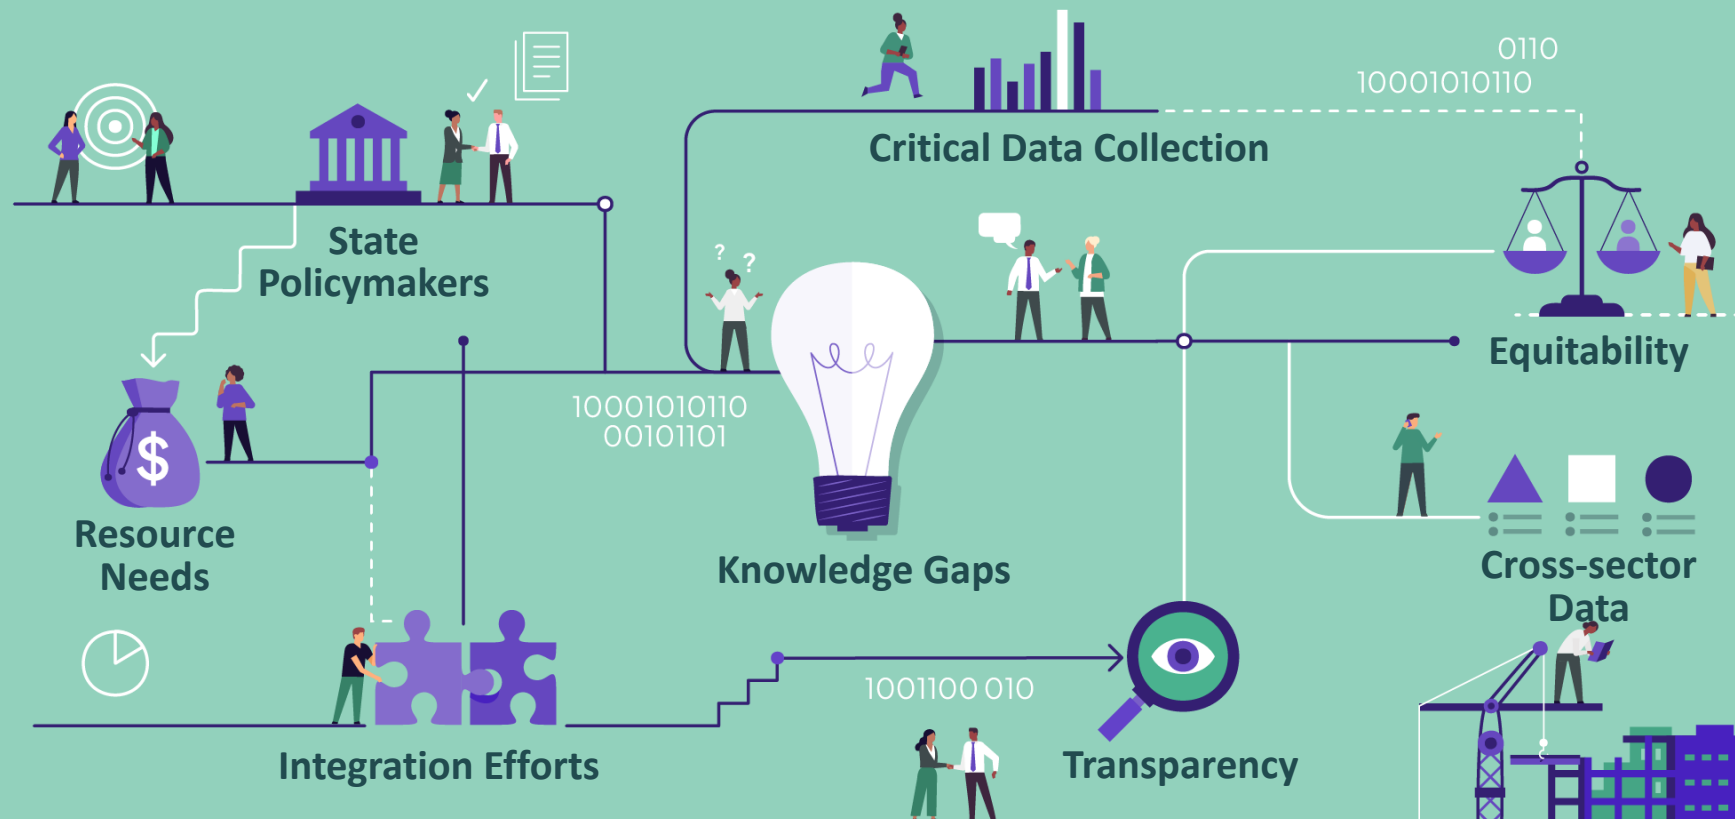 0110
10001010110
Critical Data Collection
State
Policymakers
? ?
Equitability
10001010110
00101101
$
Resource
Needs
Knowledge Gaps
Cross-sector
Data
1001100 010
Integration Efforts
Transparency